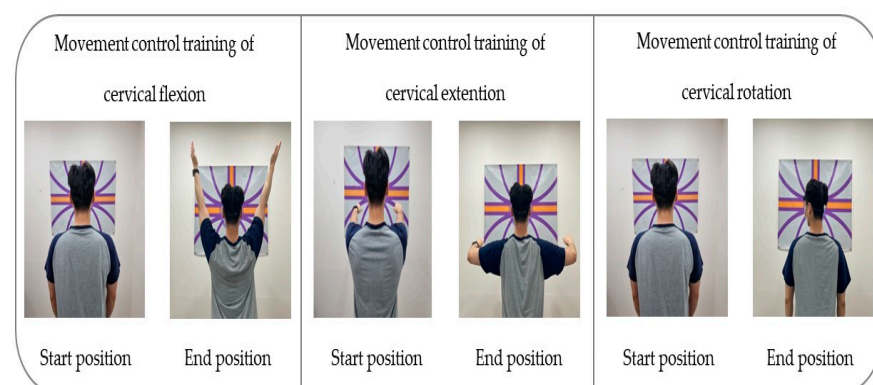 Movement control training of
cervical flexion
Start position
End position
Movement control training of
cervical extention
Start position
End position
Movement control training of
cervical rotation
Start position
End position